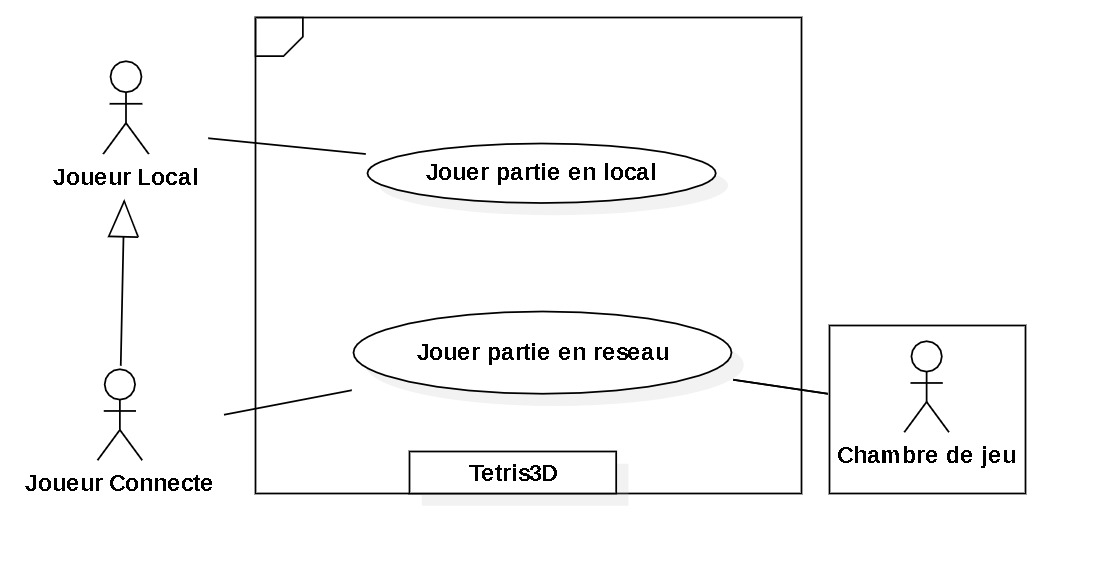 Joueur Local
Jouer partie en local
Jouer partie en reseau
Chambre de jeu
Tetris3D
Joueur Connecte